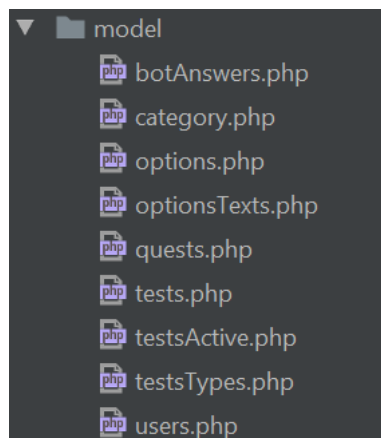 model
botAnswers.php
category.php
options.php
optionsTexts.php
quests.php
tests.php
testsActive.php
testsTypes.php
users.php